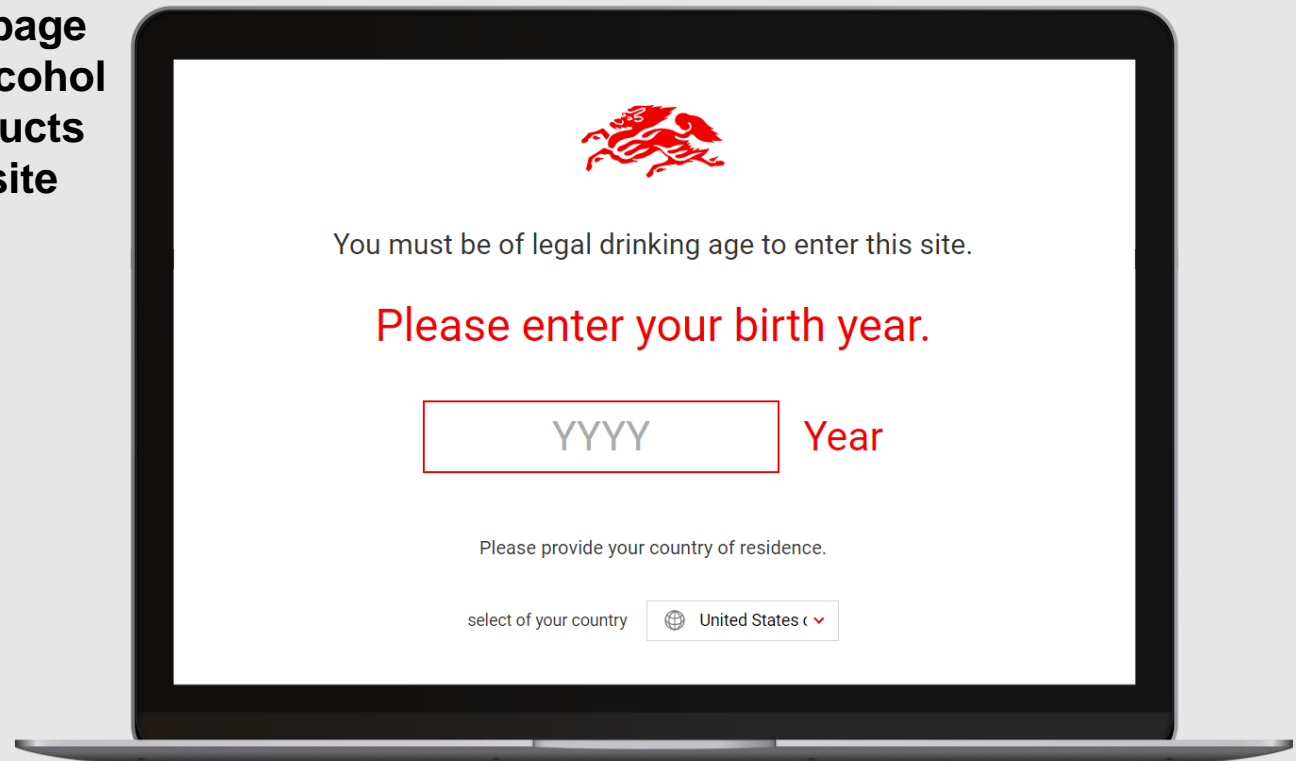 page
cohol
ucts
site
You must be of legal drinking age to enter this site.
Please enter your birth year.
YYYY Year
Please provide your country of residence.
select of your country United States